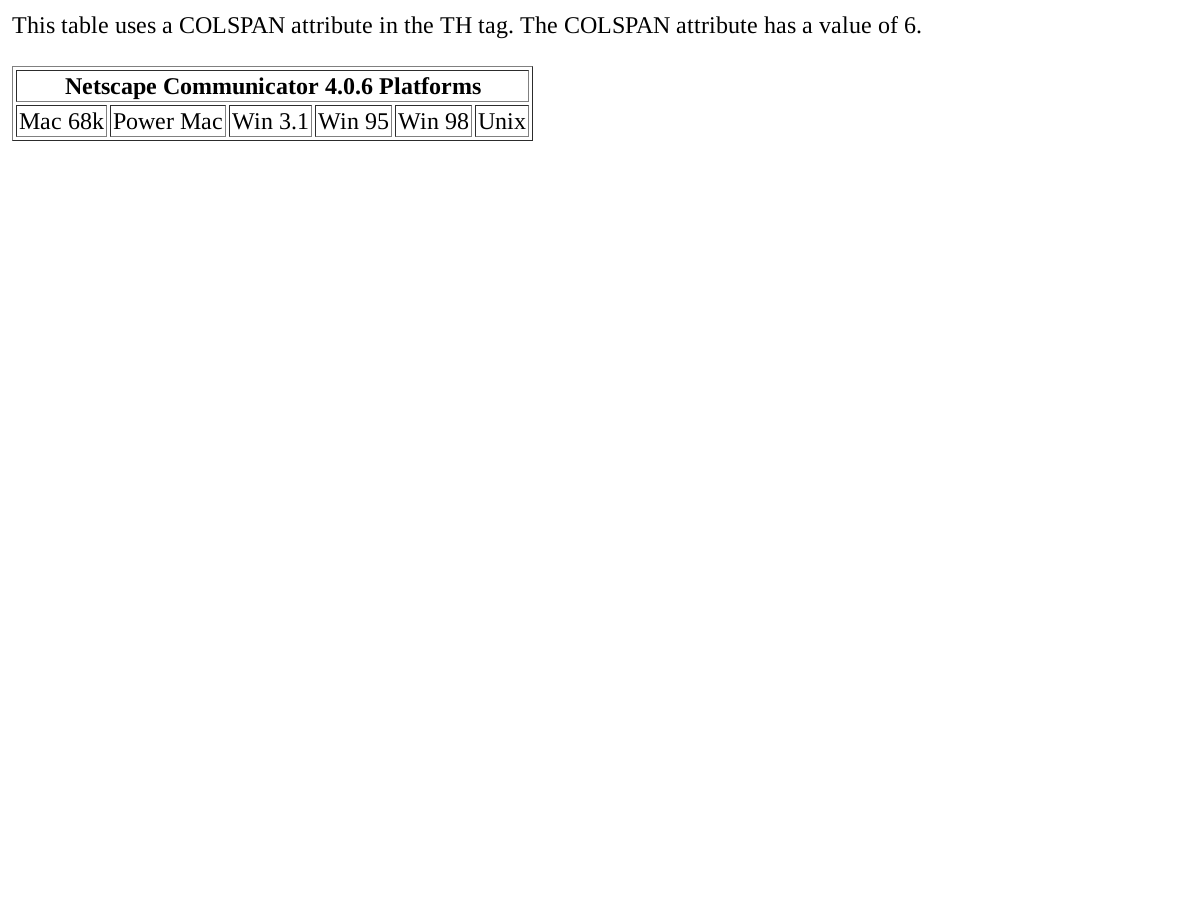 This table uses a COLSPAN attribute in the TH tag. The COLSPAN attribute has a value of 6.
Netscape Communicator 4.0.6 Platforms
Mac 68k Power Mac Win 3.1 Win 95 Win 98 Unix